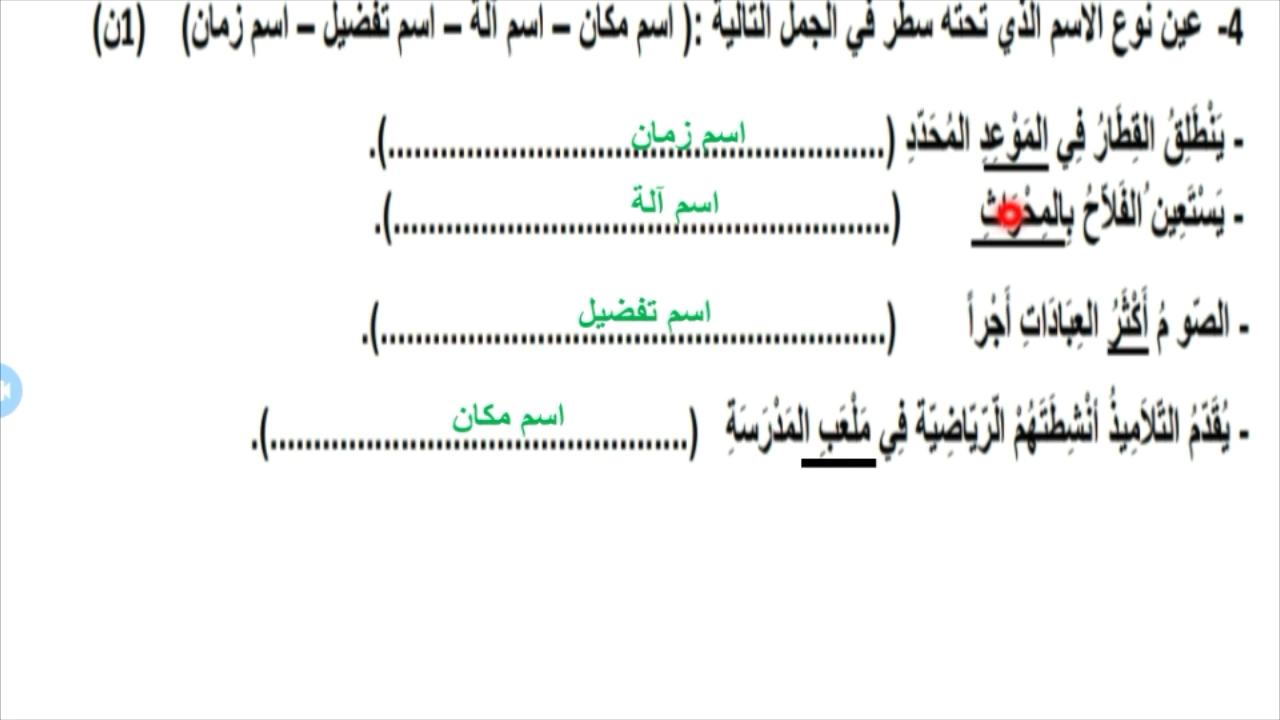 4- عين نوع الاسم الذي تحته سطر في الجمل التالية :( اسم مكان – اسم آلة – اسم تفضيل – اسم زمان) (1ن)
- يَنْطَلِقُ القِطَارُ فِي المَوْعِدِ المُحَدّدِ (........اسم زمان........).
- يَسْتَعِينُ الفَلاّحُ بِالمِحْرَاثِ (........اسم آلة........).
- الصّو مُ أَكْثَرُ العِبَادَاتِ أَجْراً (........اسم تفضيل........).
- يُقَدّمُ التّلاَمِيذُ أنْشِطَتَهُمْ الرّيَاضِيّة فِي مَلْعَبِ المَدْرَسَةِ (........اسم مكان........).